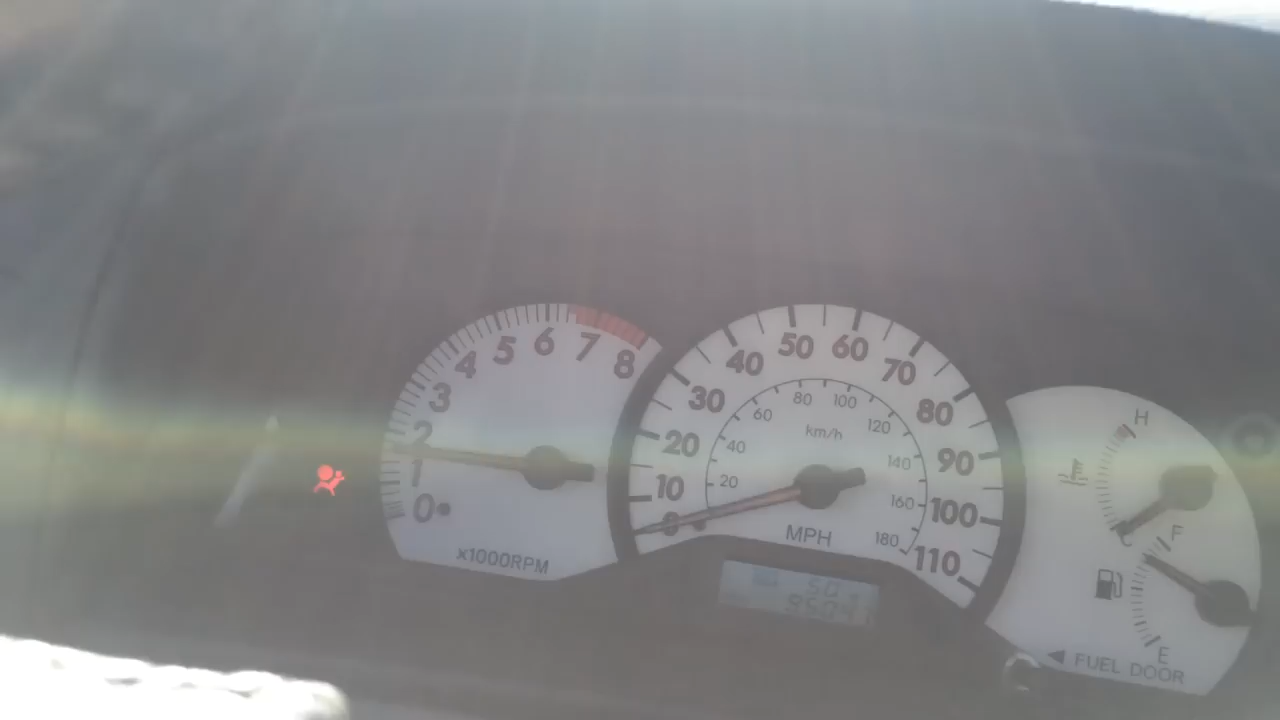 0 1 2 3 4 5 6 7 8
x1000RPM
0 10 20 30 40 50 60 70 80 90 100 110
20 40 60 80 100 120 140 160 180
km/h
MPH
H
C
F
E
FUEL DOOR